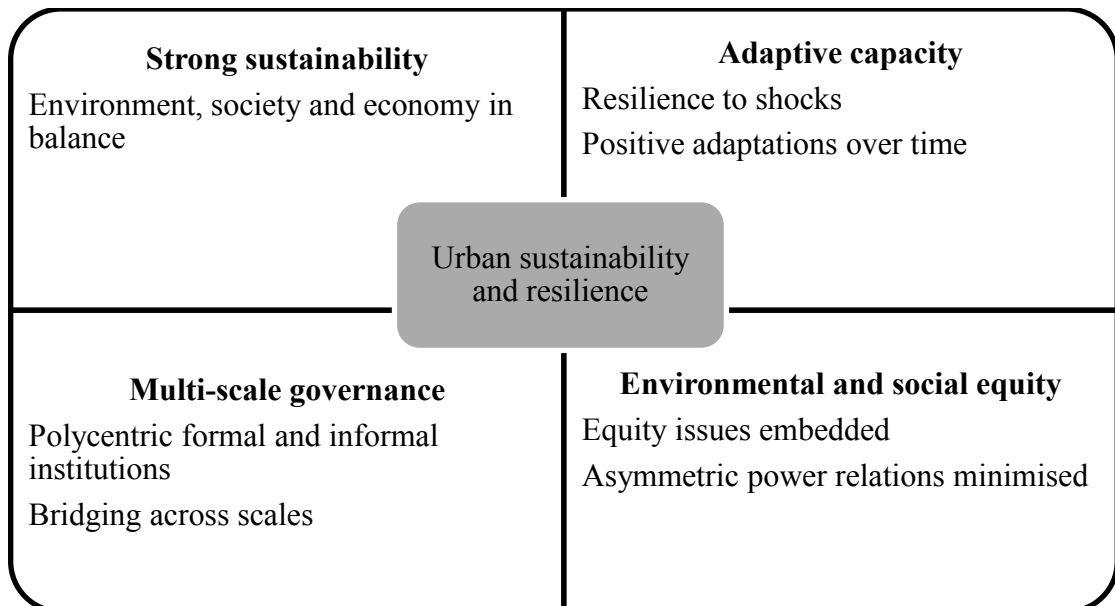 Strong sustainability
Environment, society and economy in
balance
Adaptive capacity
Resilience to shocks
Positive adaptations over time
Urban sustainability
and resilience
Multi-scale governance
Polycentric formal and informal
institutions
Bridging across scales
Environmental and social equity
Equity issues embedded
Asymmetric power relations minimised